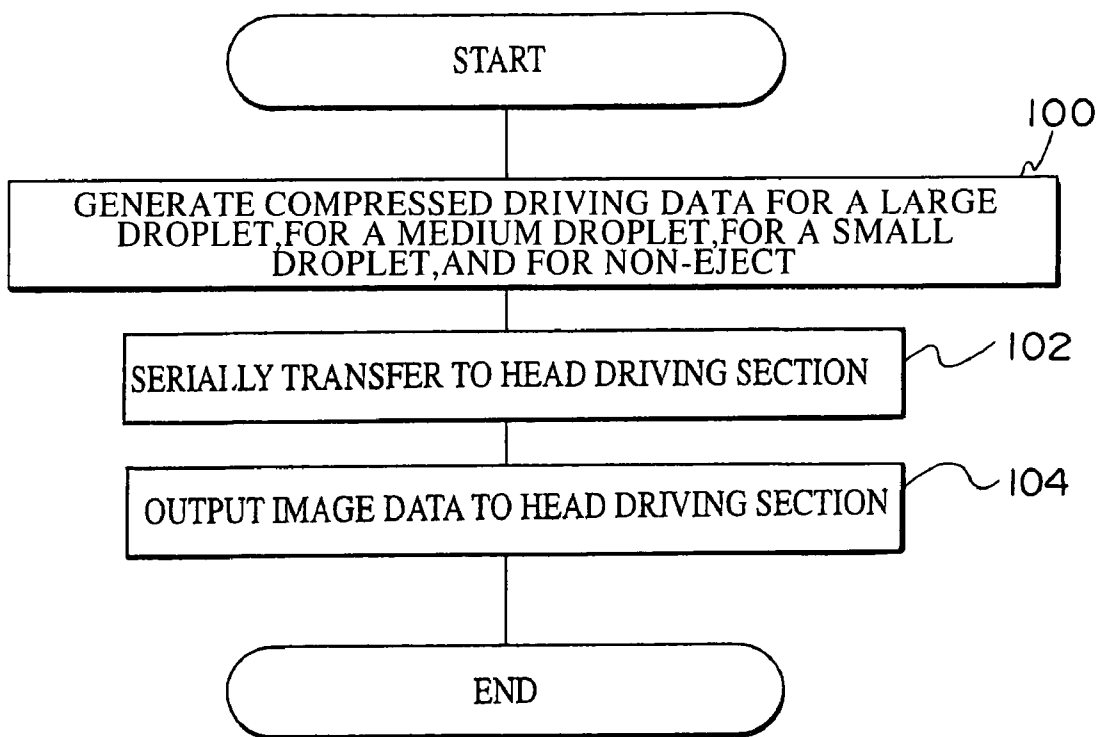 START
100
GENERATE COMPRESSED DRIVING DATA FOR A LARGE
DROPLET,FOR A MEDIUM DROPLET,FOR A SMALL
DROPLET,AND FOR NON-EJECT
102
SERIALLY TRANSFER TO HEAD DRIVING SECTION
104
OUTPUT IMAGE DATA TO HEAD DRIVING SECTION
END